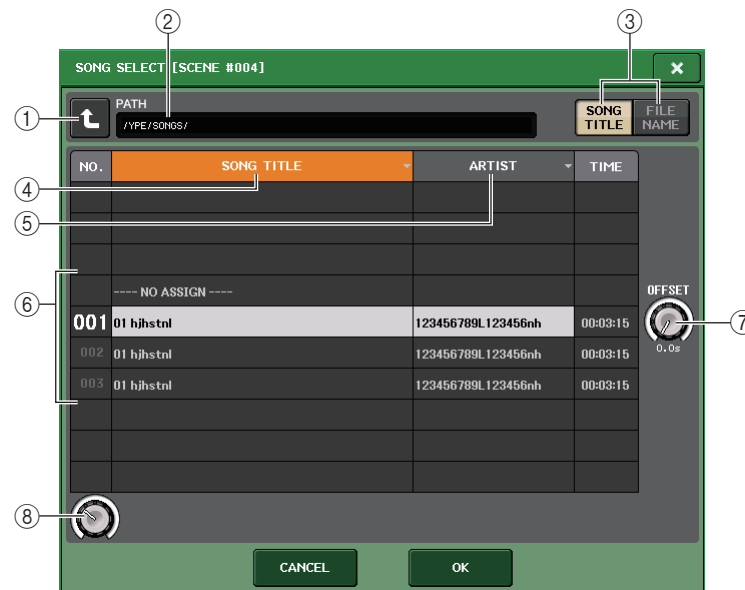 ② ③
SONG SELECT [SCENE #004]
①
PATH
/YPE/SONGS/
SONG TITLE
FILE NAME
NO. SONG TITLE ARTIST TIME
④
⑤
⑥
---- NO ASSIGN ----
OFFSET
001 01 hjhstnl 123456789L123456nh 00:03:15
⑦
0.0s
002 01 hjhstnl 123456789L123456nh 00:03:15
003 01 hjhstnl 123456789L123456nh 00:03:15
⑧
CANCEL OK